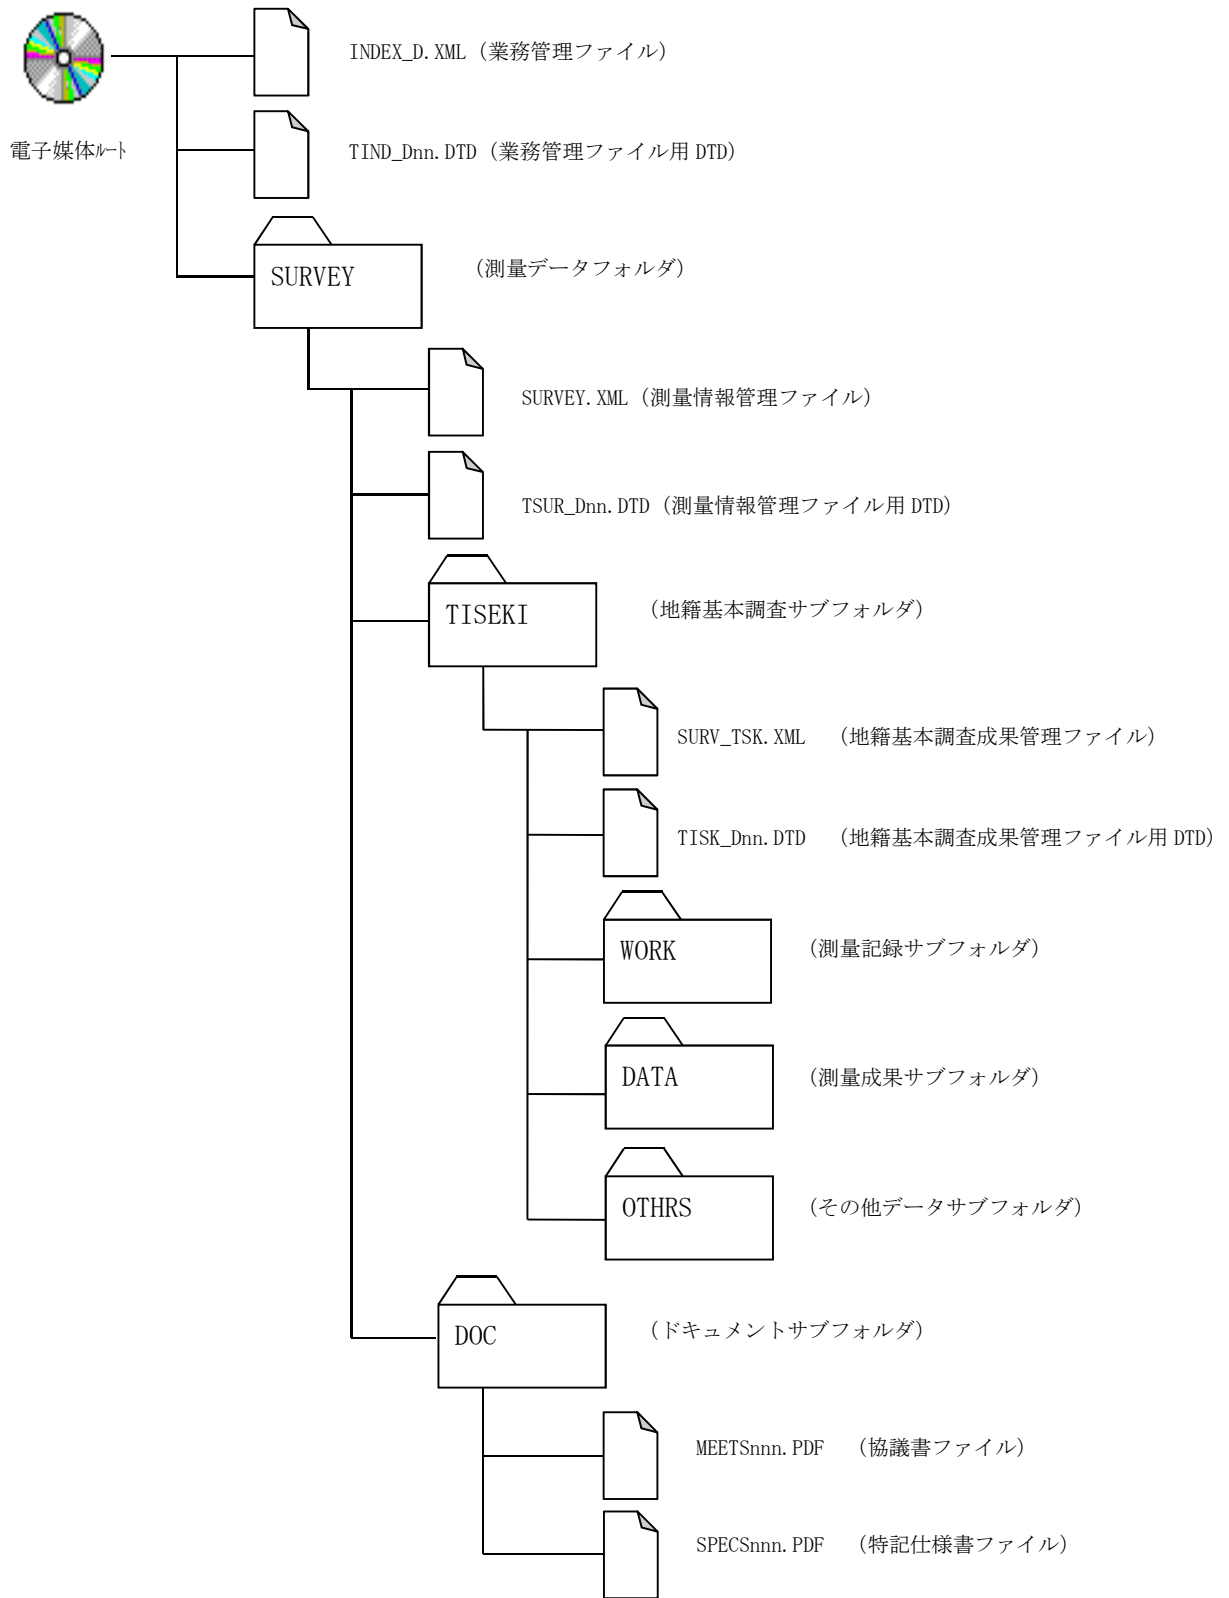 INDEX_D.XML（業務管理ファイル）
電子媒体ﾙｰﾄ
TIND_Dnn.DTD（業務管理ファイル用 DTD）
SURVEY
（測量データフォルダ）
SURVEY.XML（測量情報管理ファイル）
TSUR_Dnn.DTD（測量情報管理ファイル用 DTD）
TISEKI
（地籍基本調査サブフォルダ）
SURV_TSK.XML （地籍基本調査成果管理ファイル）
TISK_Dnn.DTD （地籍基本調査成果管理ファイル用 DTD）
WORK
（測量記録サブフォルダ）
DATA
（測量成果サブフォルダ）
OTHRS
（その他データサブフォルダ）
DOC
（ドキュメントサブフォルダ）
MEETSnnn.PDF （協議書ファイル）
SPECSnnn.PDF （特記仕様書ファイル）